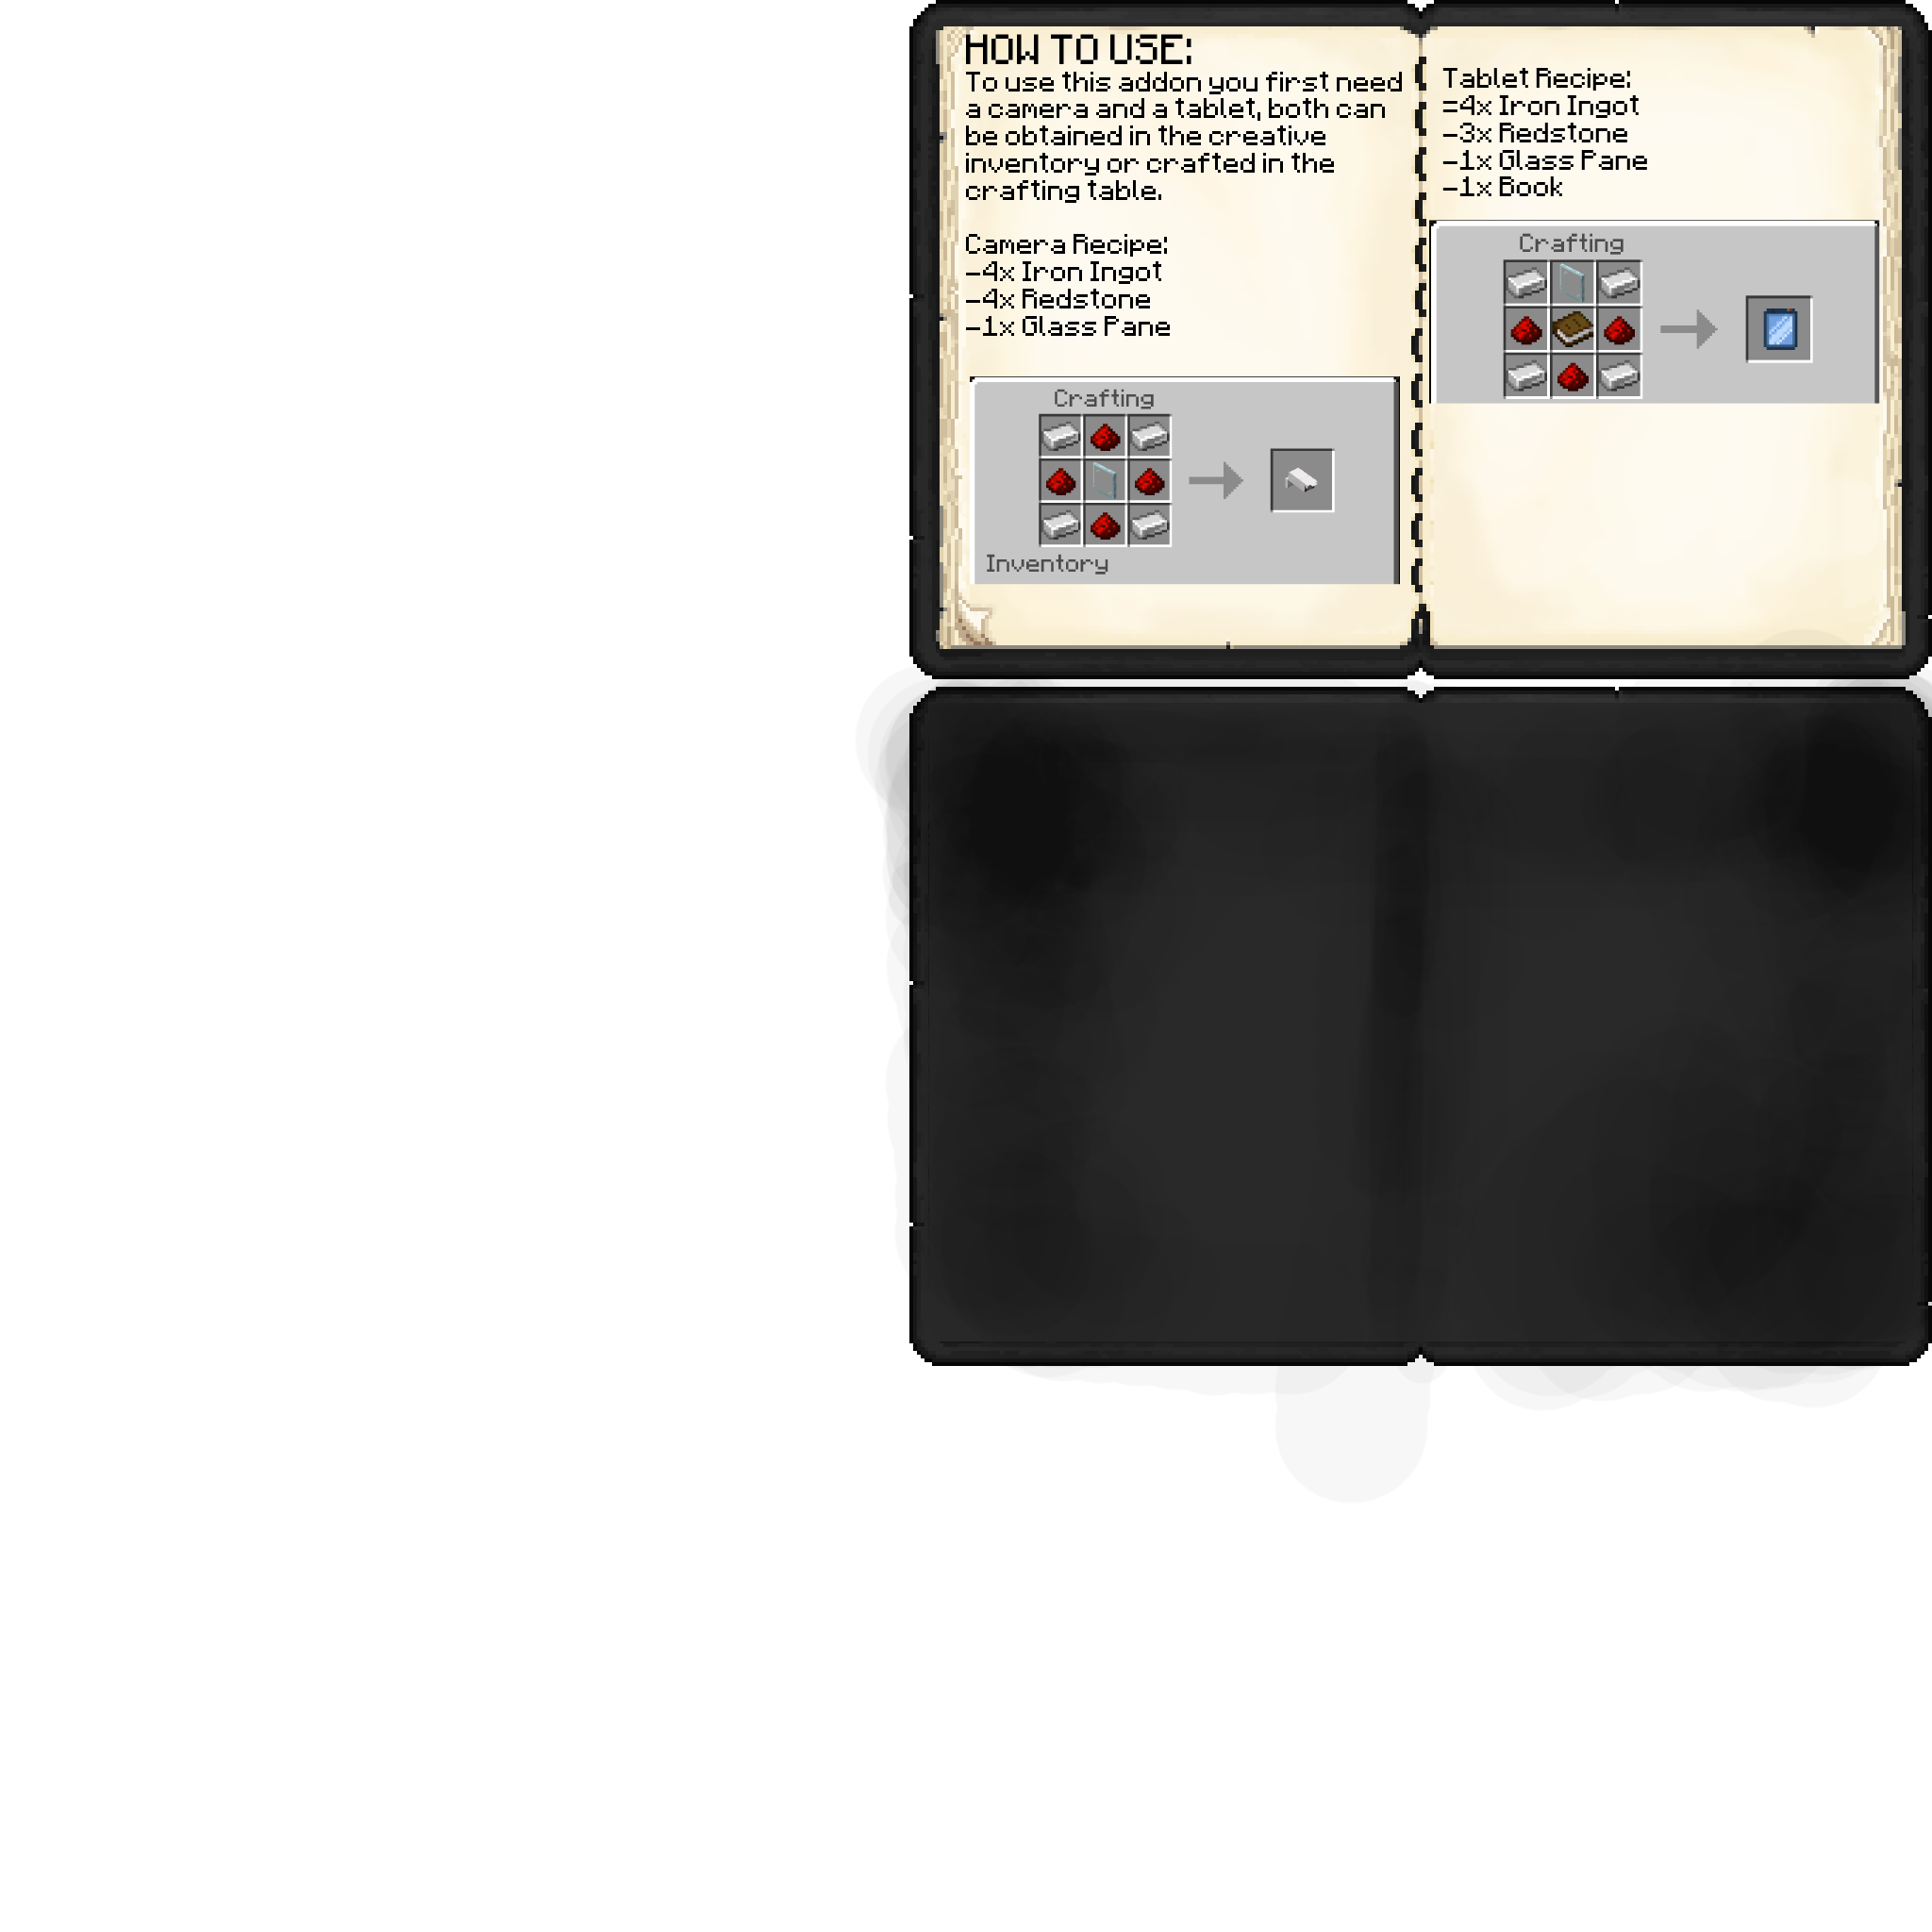 HOW TO USE:
To use this addon you first need
a camera and a tablet, both can
be obtained in the creative
inventory or crafted in the
crafting table.
Camera Recipe:
-4x Iron Ingot
-4x Redstone
-1x Glass Pane
Crafting
Inventory
Tablet Recipe:
=4x Iron Ingot
-3x Redstone
-1x Glass Pane
-1x Book
Crafting